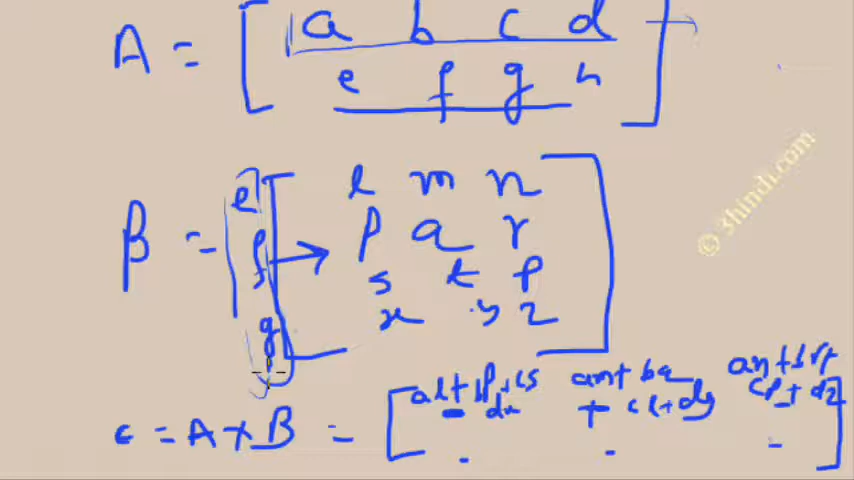 A = [ a b c d
e f g h ]
B = e [ l m n
f → p q r
g s t p
x y z ]
al + bp + cs am + bq an + br +
dx + ct + dy cp + dz
c = A × B = [ - - - ]
© 3hindi.com